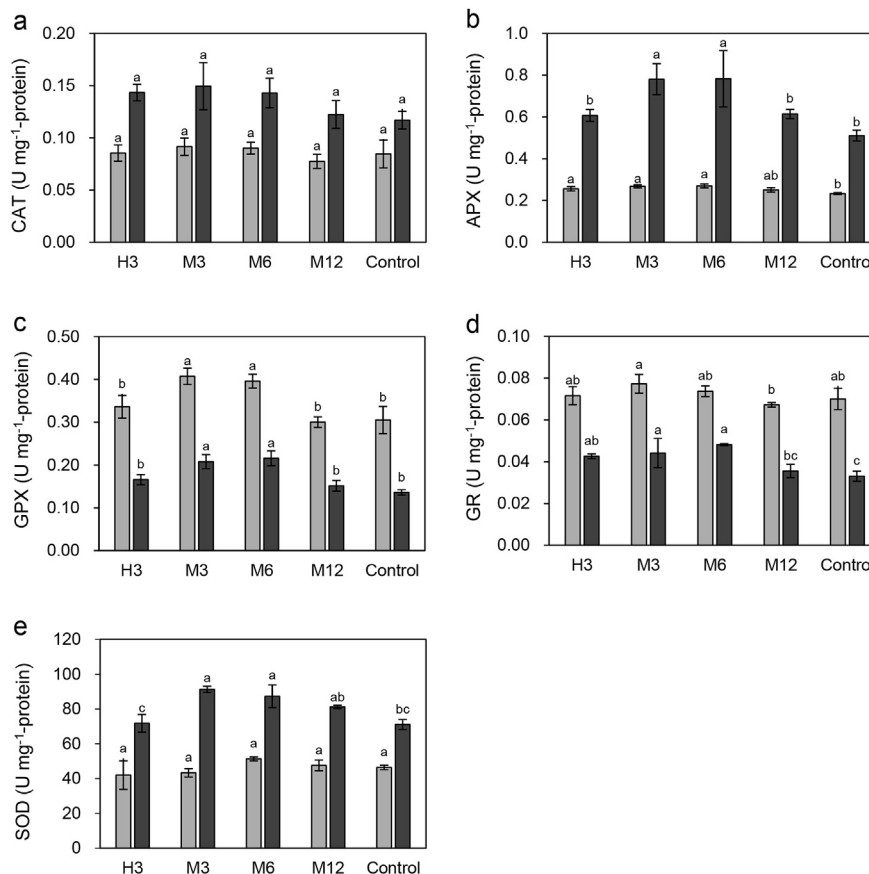 a
CAT (U mg⁻¹-protein)
0.20
0.15
0.10
0.05
0.00
a a a a a
a a a a a
H3 M3 M6 M12 Control
b
APX (U mg⁻¹-protein)
1.0
0.8
0.6
0.4
0.2
0.0
b a a b b
a a a ab b
H3 M3 M6 M12 Control
c
GPX (U mg⁻¹-protein)
0.50
0.40
0.30
0.20
0.10
0.00
b a a b b
b a a b b
H3 M3 M6 M12 Control
d
GR (U mg⁻¹-protein)
0.10
0.08
0.06
0.04
0.02
0.00
ab a ab b ab
ab a a bc c
H3 M3 M6 M12 Control
e
SOD (U mg⁻¹-protein)
120
100
80
60
40
20
0
c a a ab bc
a a a a a
H3 M3 M6 M12 Control